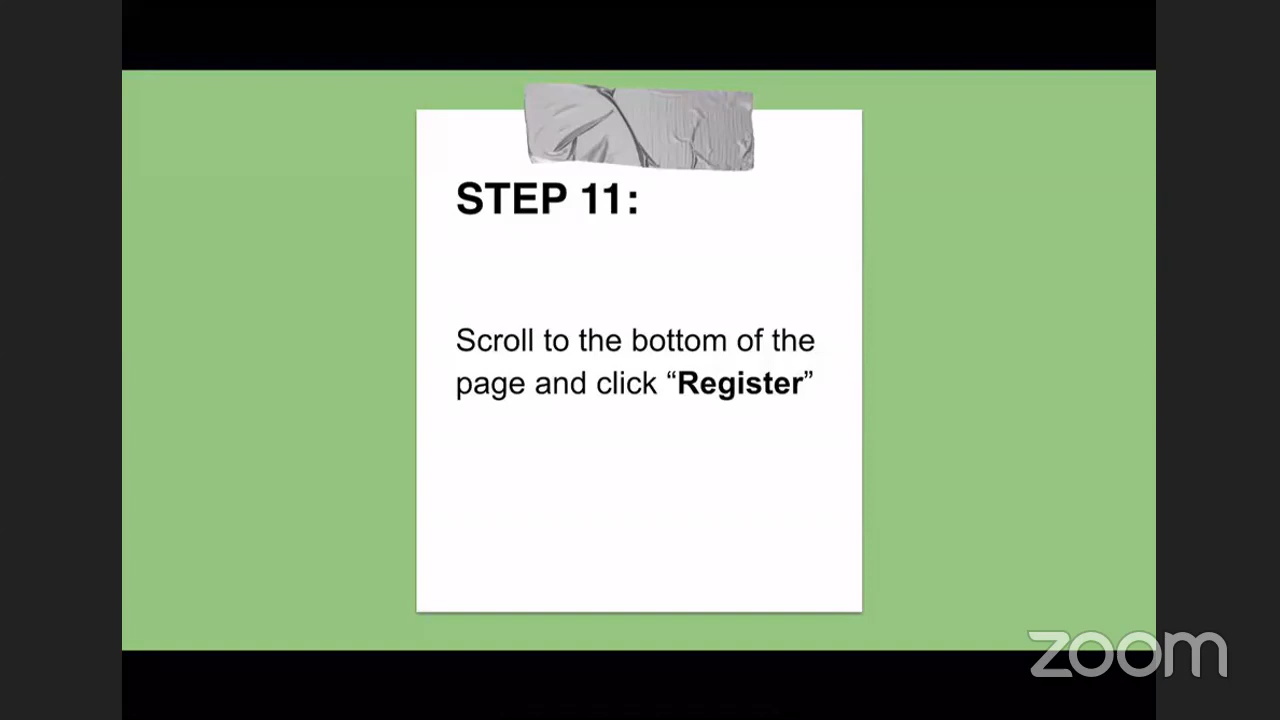 STEP 11:
Scroll to the bottom of the
page and click “Register”
zoom